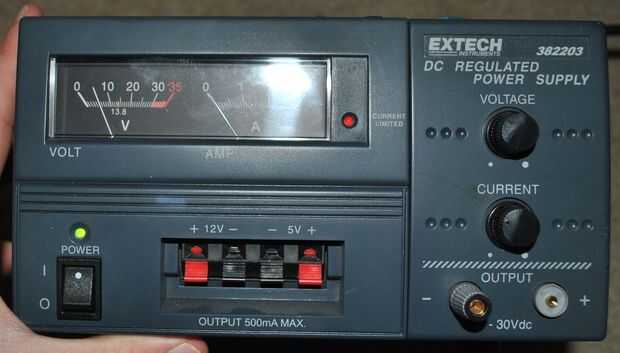 EXTECH
INSTRUMENTS
382203
DC REGULATED
POWER SUPPLY
0 10 20 30 35
13.8
V
0 1
A
VOLT
AMP
CURRENT
LIMITED
VOLTAGE
CURRENT
POWER
I
O
+ 12V − − 5V +
OUTPUT 500mA MAX.
OUTPUT
− +
- 30Vdc